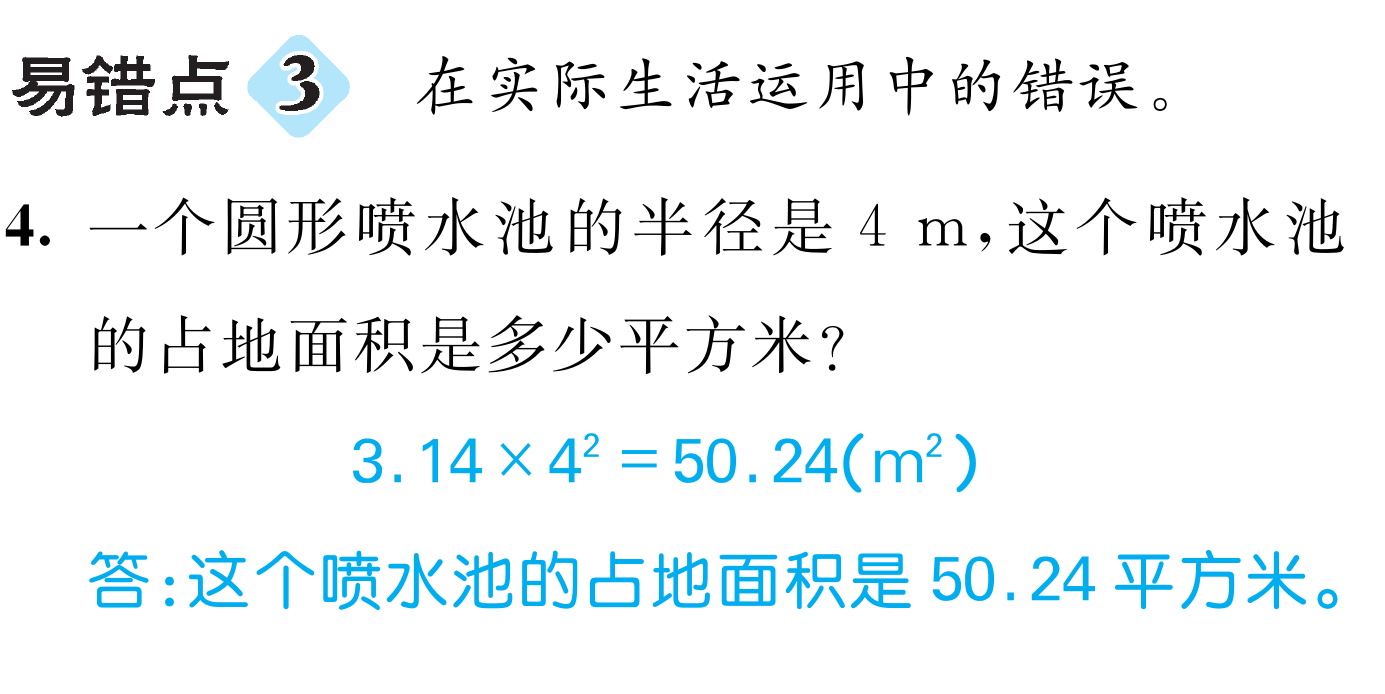 易错点 3 在实际生活运用中的错误。
4. 一个圆形喷水池的半径是 4 m,这个喷水池
的占地面积是多少平方米?
3.14×4²=50.24(m²)
答:这个喷水池的占地面积是 50.24 平方米。